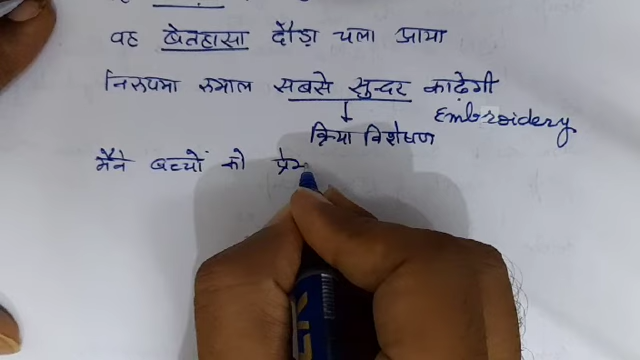 वह बेतहासा दौड़ा चला आया
निरुपमा रुमाल सबसे सुन्दर काढ़ेगी
Embroidery
क्रिया विशेषण
मैंने बच्चों को प्रेम